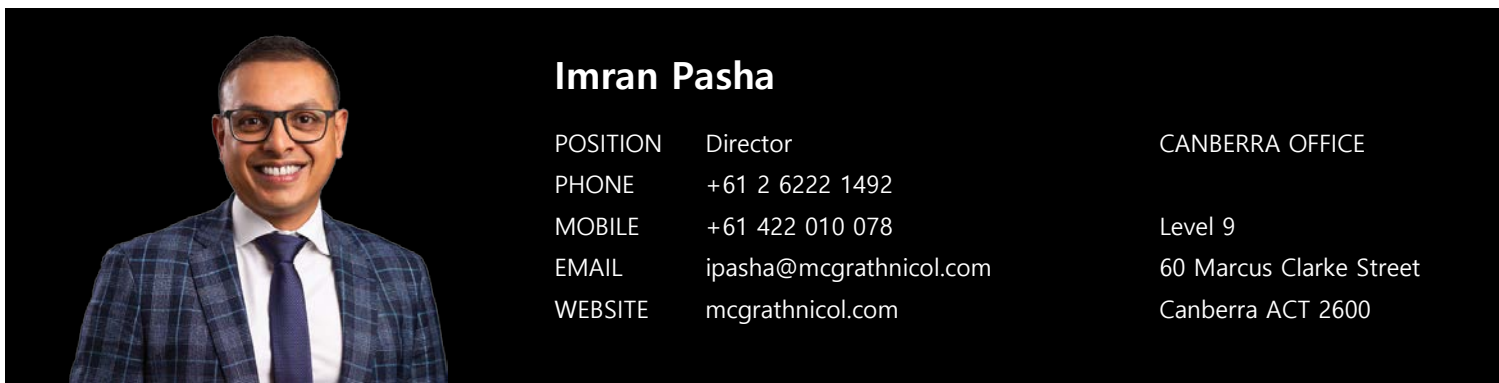 Imran Pasha
POSITION Director CANBERRA OFFICE
PHONE +61 2 6222 1492
MOBILE +61 422 010 078 Level 9
EMAIL ipasha@mcgrathnicol.com 60 Marcus Clarke Street
WEBSITE mcgrathnicol.com Canberra ACT 2600